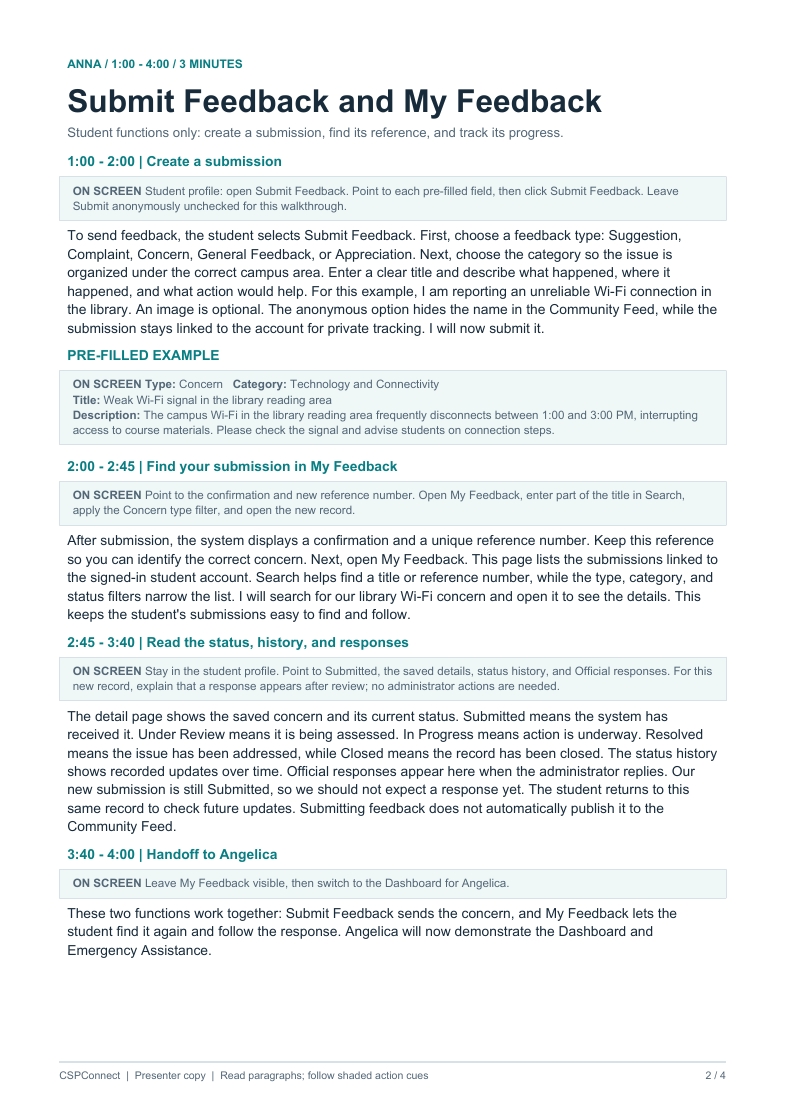 ANNA / 1:00 - 4:00 / 3 MINUTES
Submit Feedback and My Feedback
Student functions only: create a submission, find its reference, and track its progress.
1:00 - 2:00 | Create a submission
ON SCREEN Student profile: open Submit Feedback. Point to each pre-filled field, then click Submit Feedback. Leave
Submit anonymously unchecked for this walkthrough.
To send feedback, the student selects Submit Feedback. First, choose a feedback type: Suggestion,
Complaint, Concern, General Feedback, or Appreciation. Next, choose the category so the issue is
organized under the correct campus area. Enter a clear title and describe what happened, where it
happened, and what action would help. For this example, I am reporting an unreliable Wi-Fi connection in
the library. An image is optional. The anonymous option hides the name in the Community Feed, while the
submission stays linked to the account for private tracking. I will now submit it.
PRE-FILLED EXAMPLE
ON SCREEN Type: Concern Category: Technology and Connectivity
Title: Weak Wi-Fi signal in the library reading area
Description: The campus Wi-Fi in the library reading area frequently disconnects between 1:00 and 3:00 PM, interrupting
access to course materials. Please check the signal and advise students on connection steps.
2:00 - 2:45 | Find your submission in My Feedback
ON SCREEN Point to the confirmation and new reference number. Open My Feedback, enter part of the title in Search,
apply the Concern type filter, and open the new record.
After submission, the system displays a confirmation and a unique reference number. Keep this reference
so you can identify the correct concern. Next, open My Feedback. This page lists the submissions linked to
the signed-in student account. Search helps find a title or reference number, while the type, category, and
status filters narrow the list. I will search for our library Wi-Fi concern and open it to see the details. This
keeps the student's submissions easy to find and follow.
2:45 - 3:40 | Read the status, history, and responses
ON SCREEN Stay in the student profile. Point to Submitted, the saved details, status history, and Official responses. For this
new record, explain that a response appears after review; no administrator actions are needed.
The detail page shows the saved concern and its current status. Submitted means the system has
received it. Under Review means it is being assessed. In Progress means action is underway. Resolved
means the issue has been addressed, while Closed means the record has been closed. The status history
shows recorded updates over time. Official responses appear here when the administrator replies. Our
new submission is still Submitted, so we should not expect a response yet. The student returns to this
same record to check future updates. Submitting feedback does not automatically publish it to the
Community Feed.
3:40 - 4:00 | Handoff to Angelica
ON SCREEN Leave My Feedback visible, then switch to the Dashboard for Angelica.
These two functions work together: Submit Feedback sends the concern, and My Feedback lets the
student find it again and follow the response. Angelica will now demonstrate the Dashboard and
Emergency Assistance.
CSPConnect | Presenter copy | Read paragraphs; follow shaded action cues
2 / 4